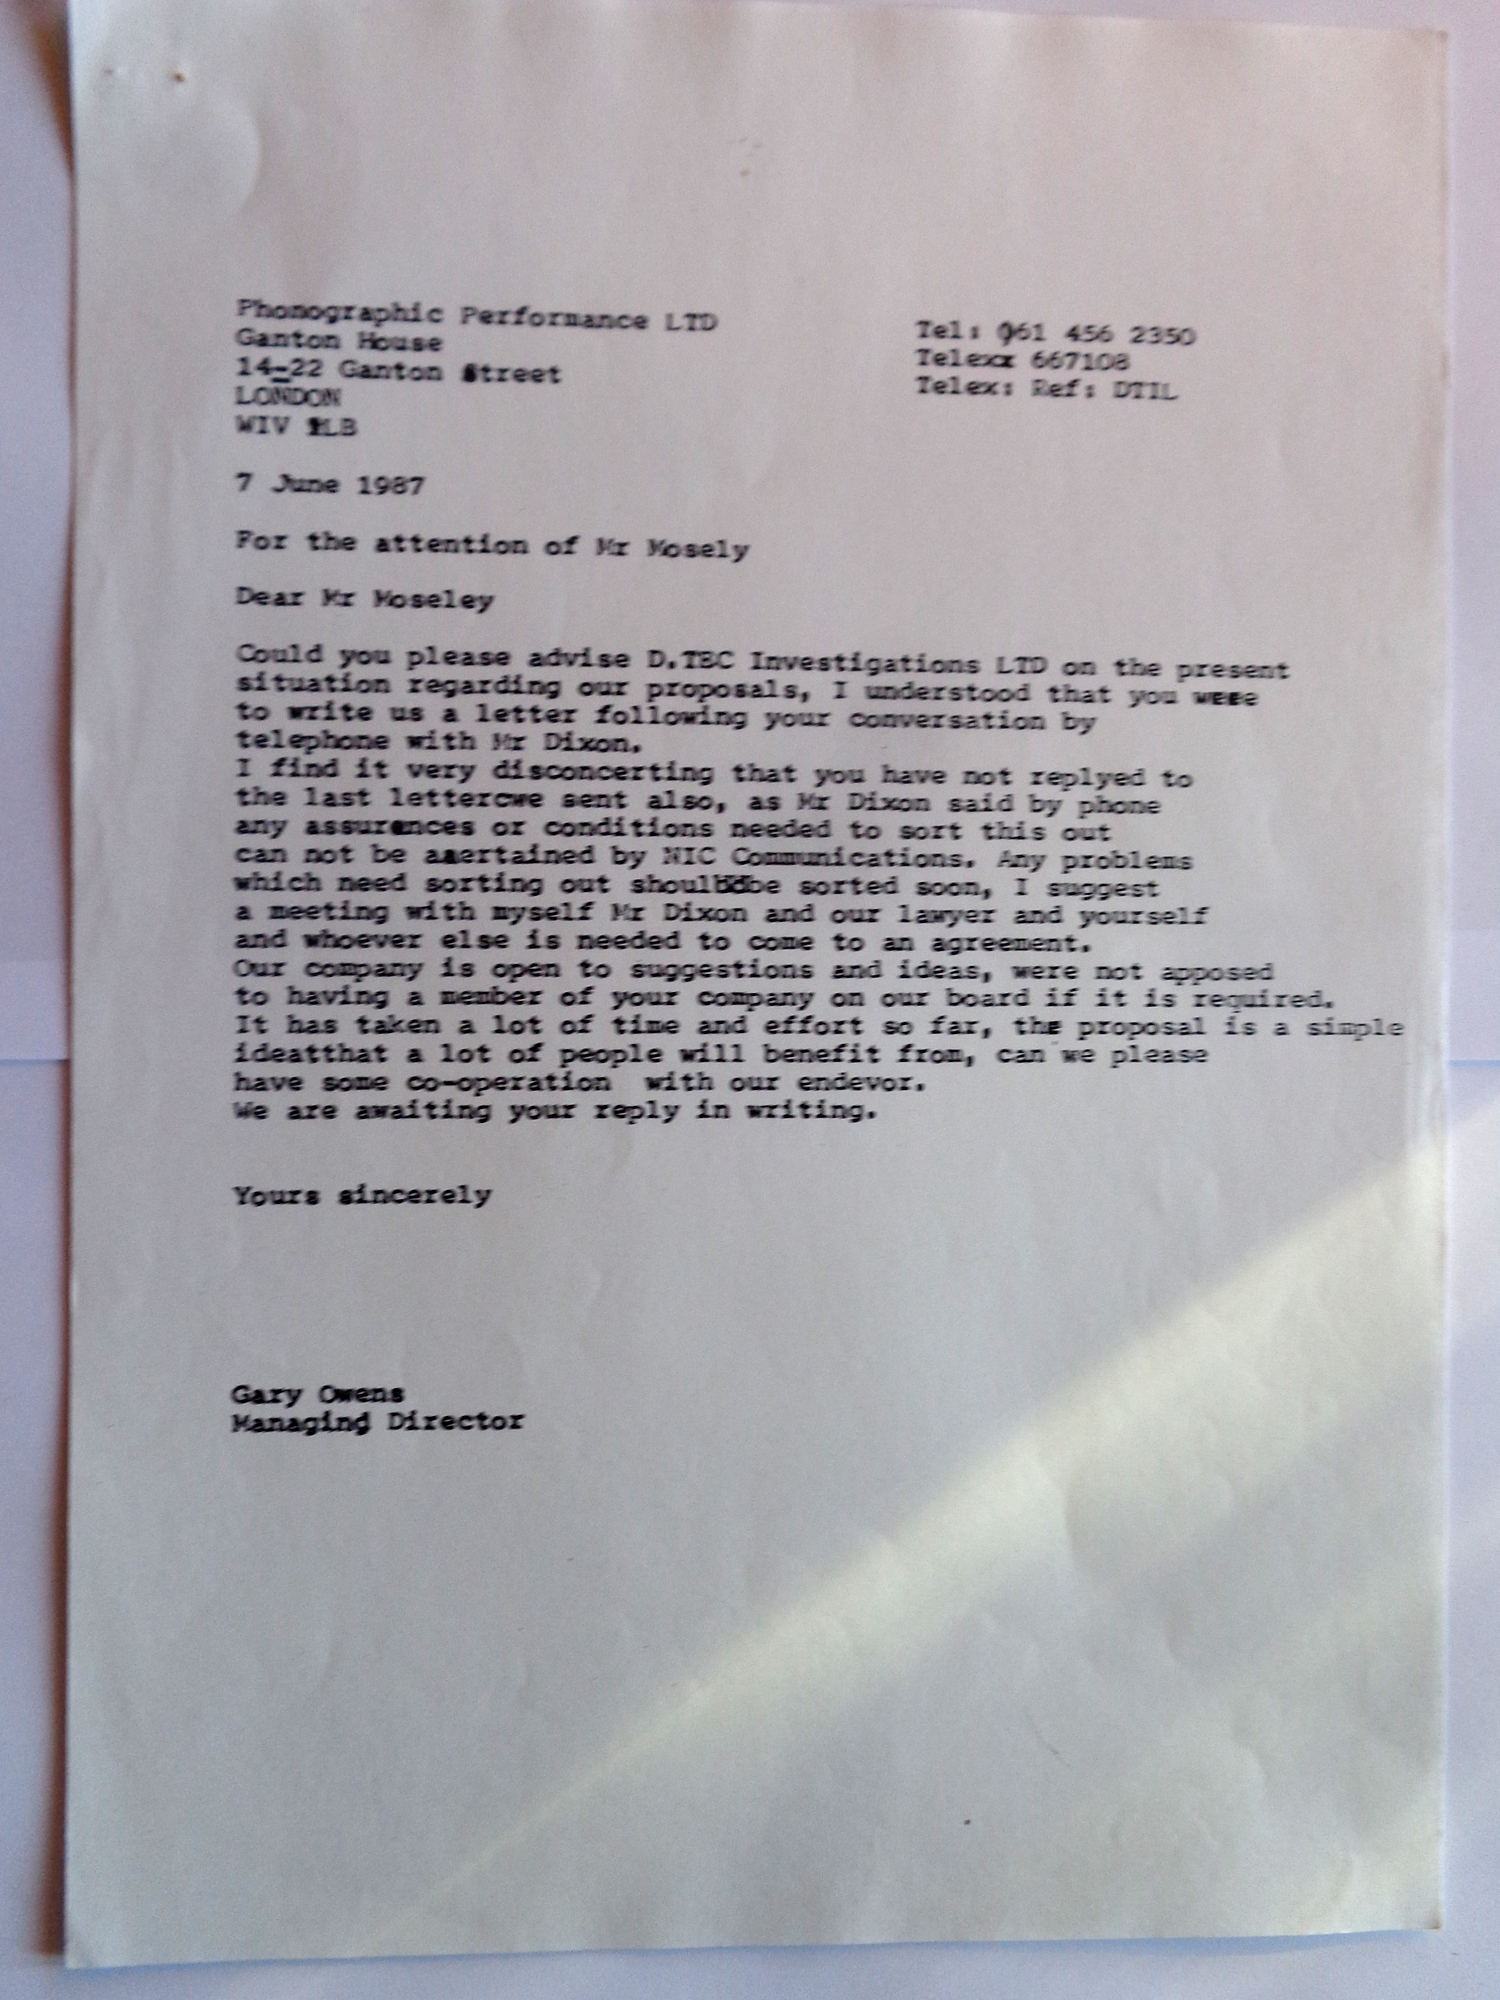 Phonographic Performance LTD
Ganton House
14-22 Ganton Street
LONDON
WIV
Tel: 061 456 2350
Telex: 667108
Telex: Ref: DTIL
7 June 1987
For the attention of Mr Mosely
Dear Mr Moseley
Could you please advise D.TEC Investigations LTD on the present
situation regarding our proposals, I understood that you were
to write us a letter following your conversation by
telephone with Mr Dixon.
I find it very disconcerting that you have not replyed to
the last lettercwe sent also, as Mr Dixon said by phone
any assurences or conditions needed to sort this out
can not be by NIC Communications. Any problems
which need sorting out sorted soon, I suggest
a meeting with myself Mr Dixon and our lawyer and yourself
and whoever else is needed to come to an agreement.
Our company is open to suggestions and ideas, were not apposed
to having a member of your company on our board if it is required.
It has taken a lot of time and effort so far, the proposal is a simple
ideatthat a lot of people will benefit from, can we please
have some co-operation with our endevor.
We are awaiting your reply in writing.
Yours sincerely
Gary Owens
Managing Director